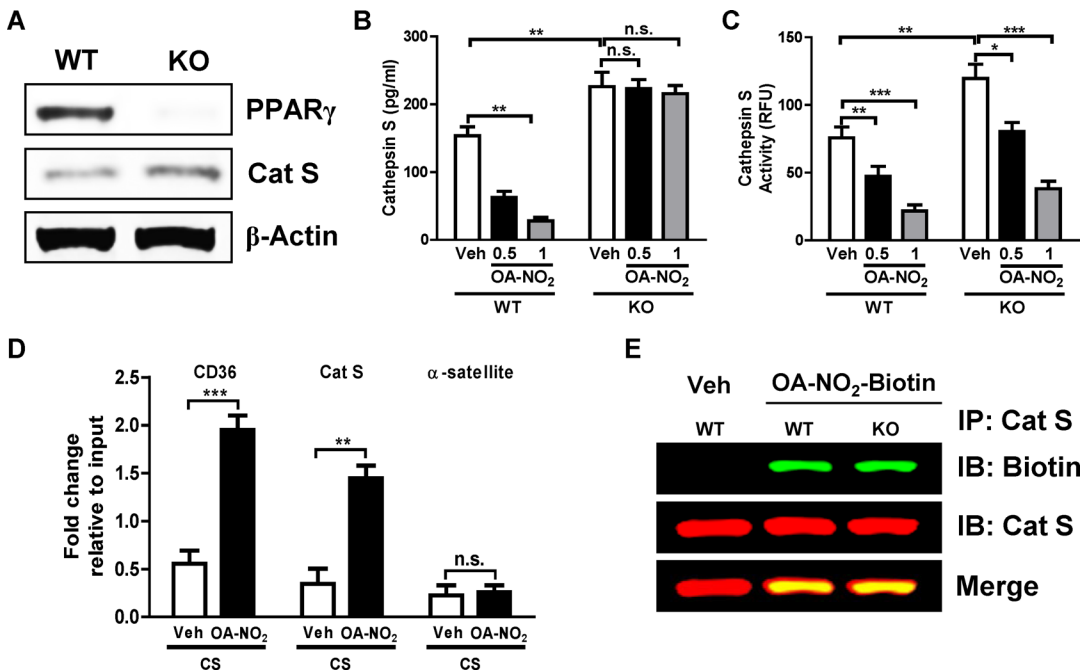 A
WT KO
PPARγ
Cat S
β-Actin
B
Cathepsin S (pg/ml)
300
200
100
0
**
n.s.
n.s.
**
Veh 0.5 1 Veh 0.5 1
OA-NO₂ OA-NO₂
WT KO
C
Cathepsin S
Activity (RFU)
150
100
50
0
** ***
*
***
**
Veh 0.5 1 Veh 0.5 1
OA-NO₂ OA-NO₂
WT KO
D
Fold change
relative to input
CD36 Cat S α-satellite
2.5
2.0
1.5
1.0
0.5
0.0
***
**
n.s.
Veh OA-NO₂ Veh OA-NO₂ Veh OA-NO₂
CS CS CS
E
Veh OA-NO₂-Biotin
WT WT KO
IP: Cat S
IB: Biotin
IB: Cat S
Merge